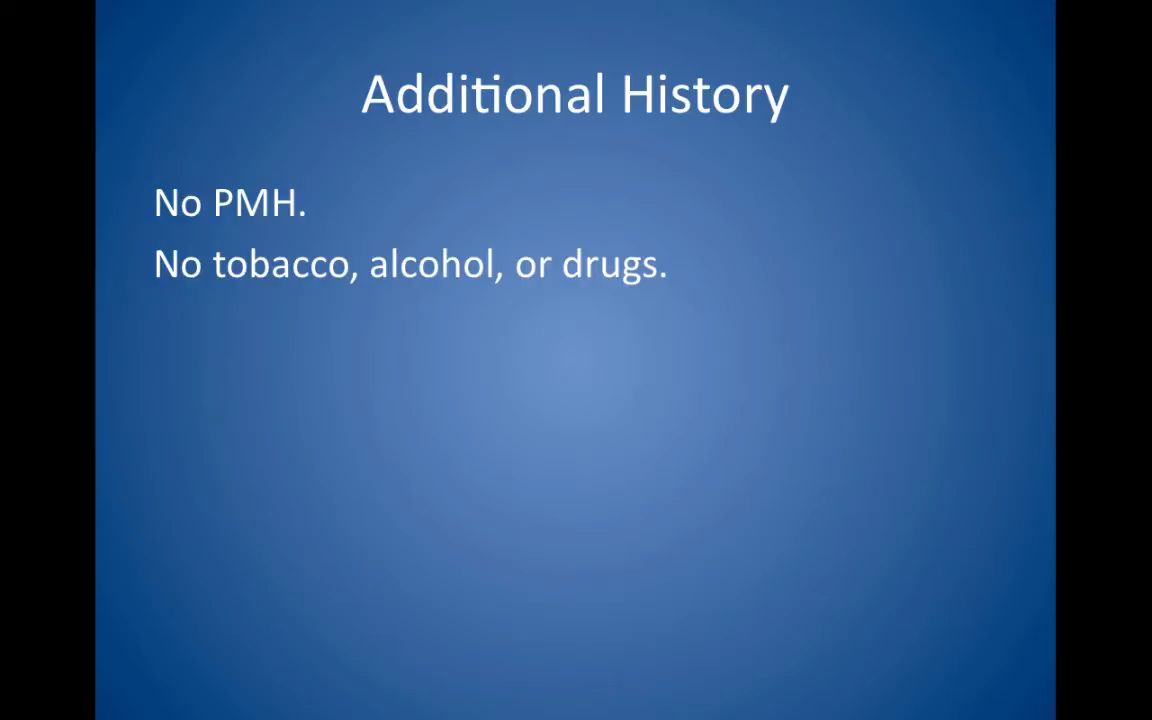 Additional History
No PMH.
No tobacco, alcohol, or drugs.